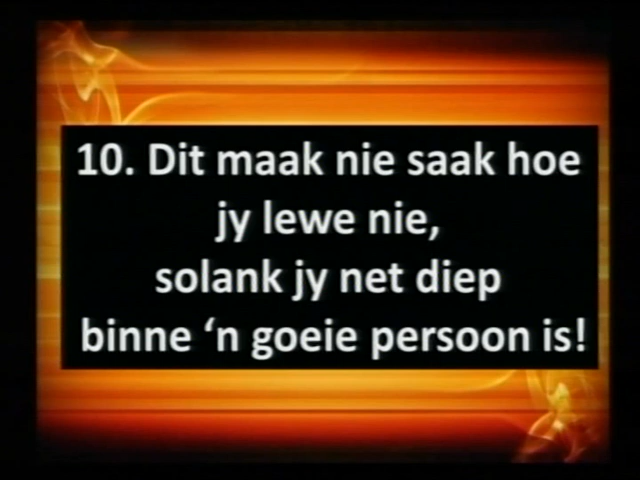 10. Dit maak nie saak hoe
jy lewe nie,
solank jy net diep
binne ‘n goeie persoon is!